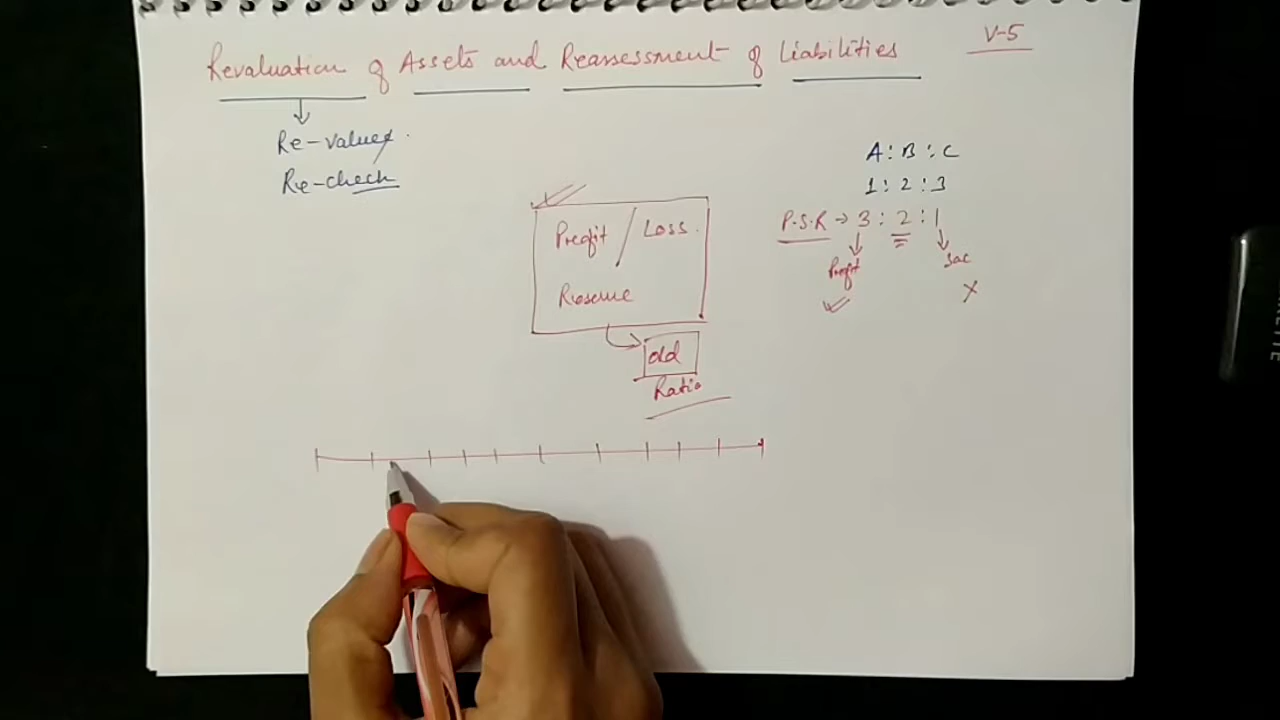 Revaluation of Assets and Reassessment of Liabilities
V-5
Re-valued
Re-check
A : B : C
1 : 2 : 3
P.S.R → 3 : 2 : 1
Profit
Sac
Profit / Loss
Reserve
old
Ratio